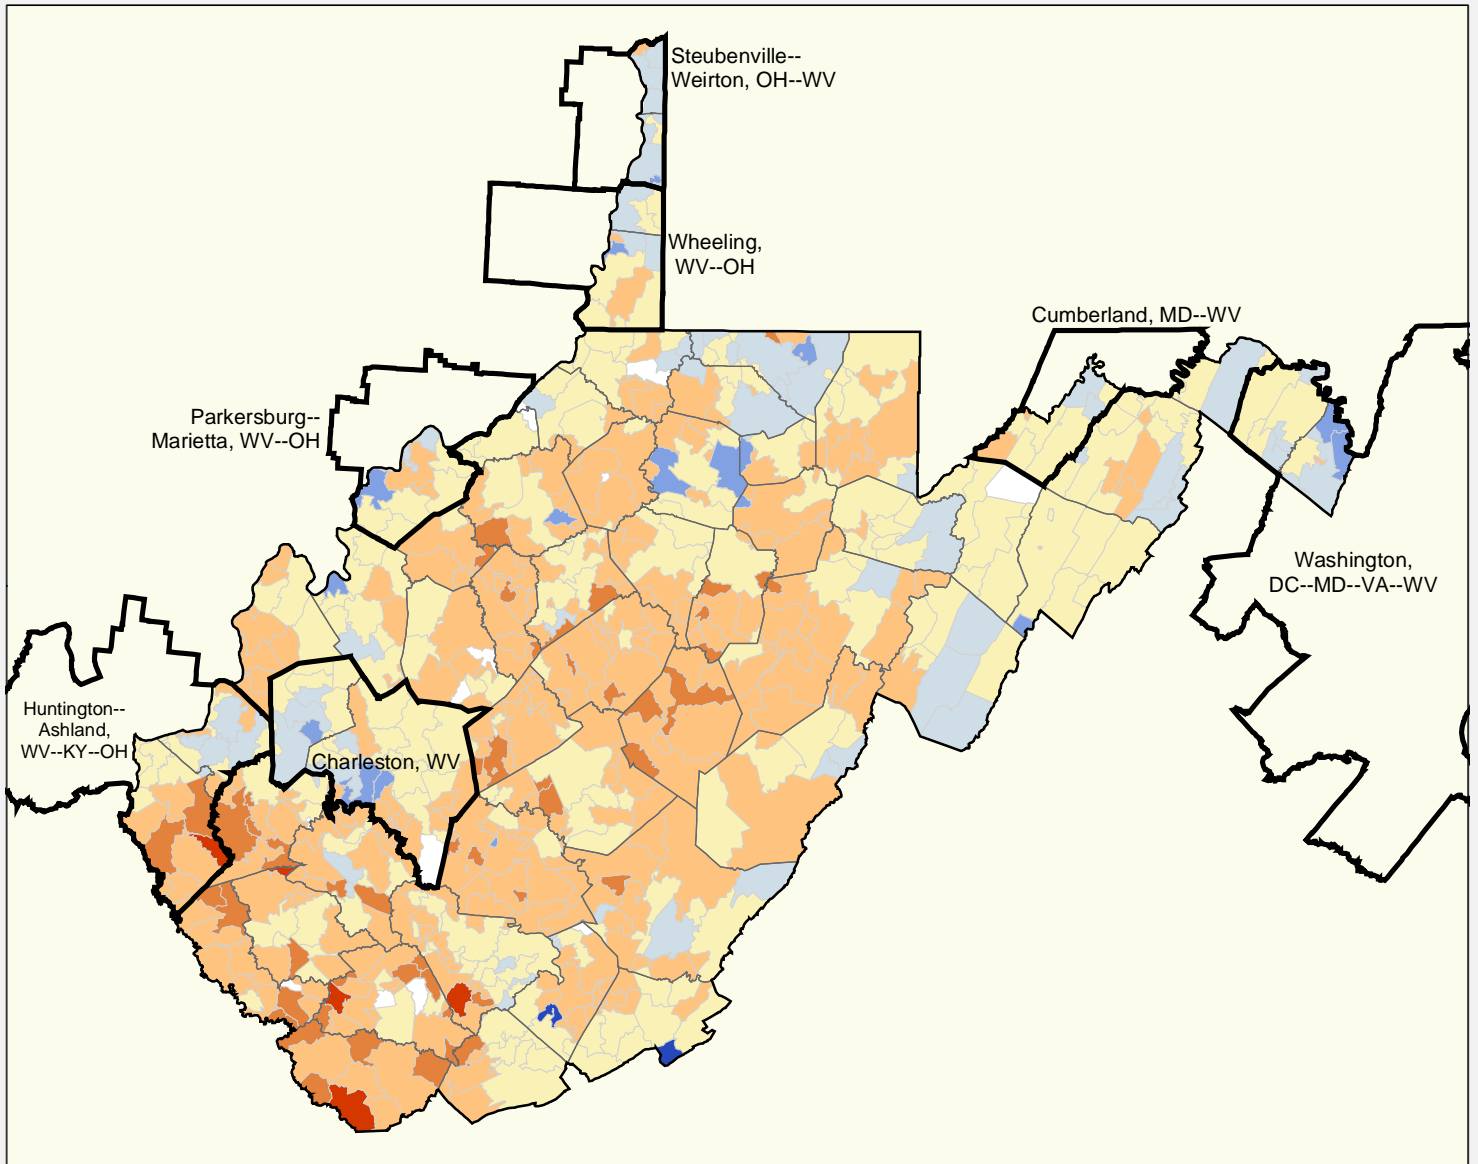 Steubenville--
Weirton, OH--WV
Wheeling,
WV--OH
Cumberland, MD--WV
Parkersburg--
Marietta, WV--OH
Washington,
DC--MD--VA--WV
Huntington--
Ashland,
WV--KY--OH
Charleston, WV